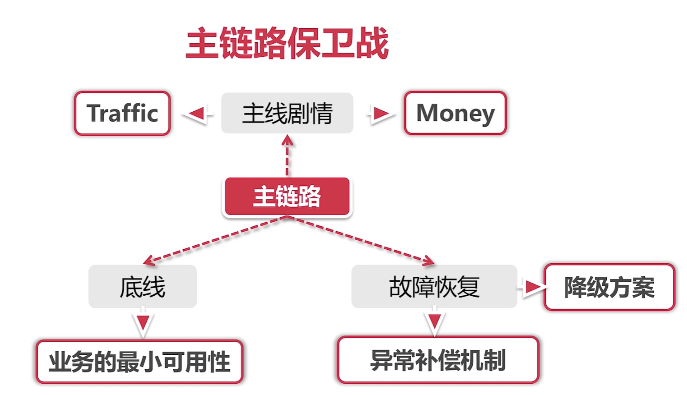 主链路保卫战
Traffic
主线剧情
Money
主链路
底线
故障恢复
降级方案
业务的最小可用性
异常补偿机制